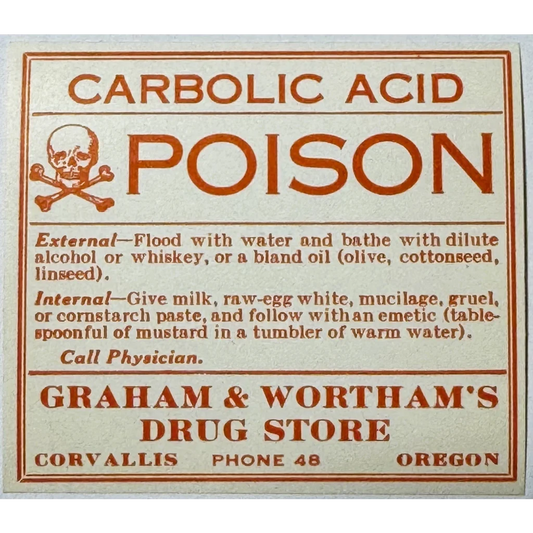 CARBOLIC ACID
POISON
External—Flood with water and bathe with dilute
alcohol or whiskey, or a bland oil (olive, cottonseed,
linseed).
Internal—Give milk, raw-egg white, mucilage, gruel,
or cornstarch paste, and follow with an emetic (table-
spoonful of mustard in a tumbler of warm water).
Call Physician.
GRAHAM & WORTHAM'S
DRUG STORE
CORVALLIS PHONE 48 OREGON